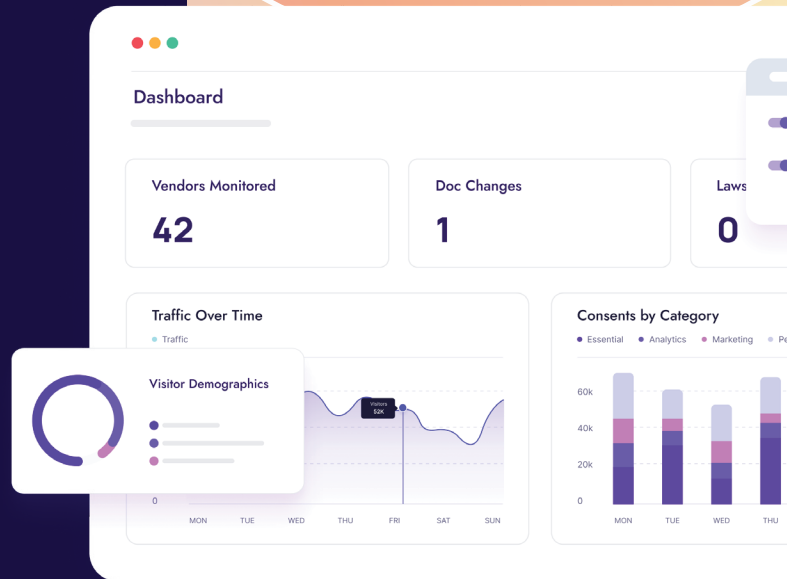 Dashboard
Vendors Monitored
42
Doc Changes
1
Laws
0
Traffic Over Time
Traffic
Visitors
52K
0
MON TUE WED THU FRI SAT SUN
Visitor Demographics
Consents by Category
Essential Analytics Marketing Pe
60k
40k
20k
0
MON TUE WED THU